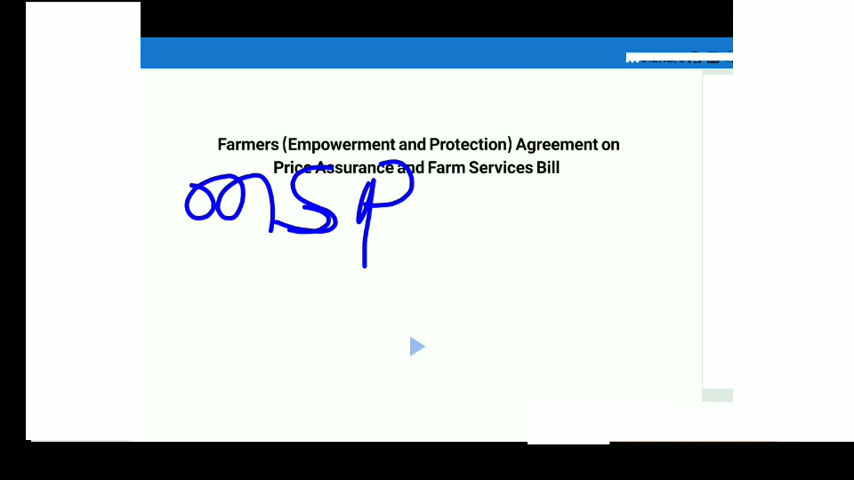 Farmers (Empowerment and Protection) Agreement on
Price Assurance and Farm Services Bill
MSP